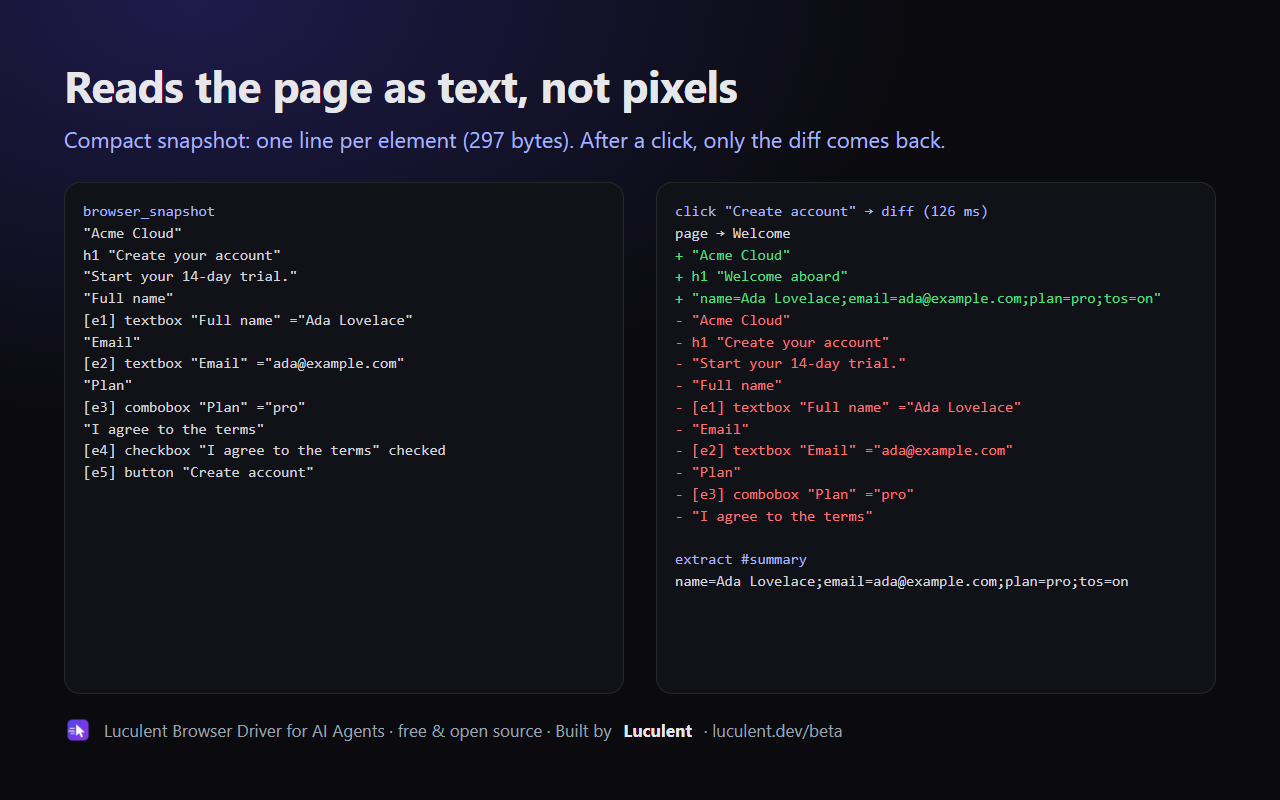 Reads the page as text, not pixels
Compact snapshot: one line per element (297 bytes). After a click, only the diff comes back.
browser_snapshot
"Acme Cloud"
h1 "Create your account"
"Start your 14-day trial."
"Full name"
[e1] textbox "Full name" ="Ada Lovelace"
"Email"
[e2] textbox "Email" ="ada@example.com"
"Plan"
[e3] combobox "Plan" ="pro"
"I agree to the terms"
[e4] checkbox "I agree to the terms" checked
[e5] button "Create account"
click "Create account" → diff (126 ms)
page → Welcome
+ "Acme Cloud"
+ h1 "Welcome aboard"
+ "name=Ada Lovelace;email=ada@example.com;plan=pro;tos=on"
- "Acme Cloud"
- h1 "Create your account"
- "Start your 14-day trial."
- "Full name"
- [e1] textbox "Full name" ="Ada Lovelace"
- "Email"
- [e2] textbox "Email" ="ada@example.com"
- "Plan"
- [e3] combobox "Plan" ="pro"
- "I agree to the terms"
extract #summary
name=Ada Lovelace;email=ada@example.com;plan=pro;tos=on
Luculent Browser Driver for AI Agents · free & open source · Built by Luculent · luculent.dev/beta